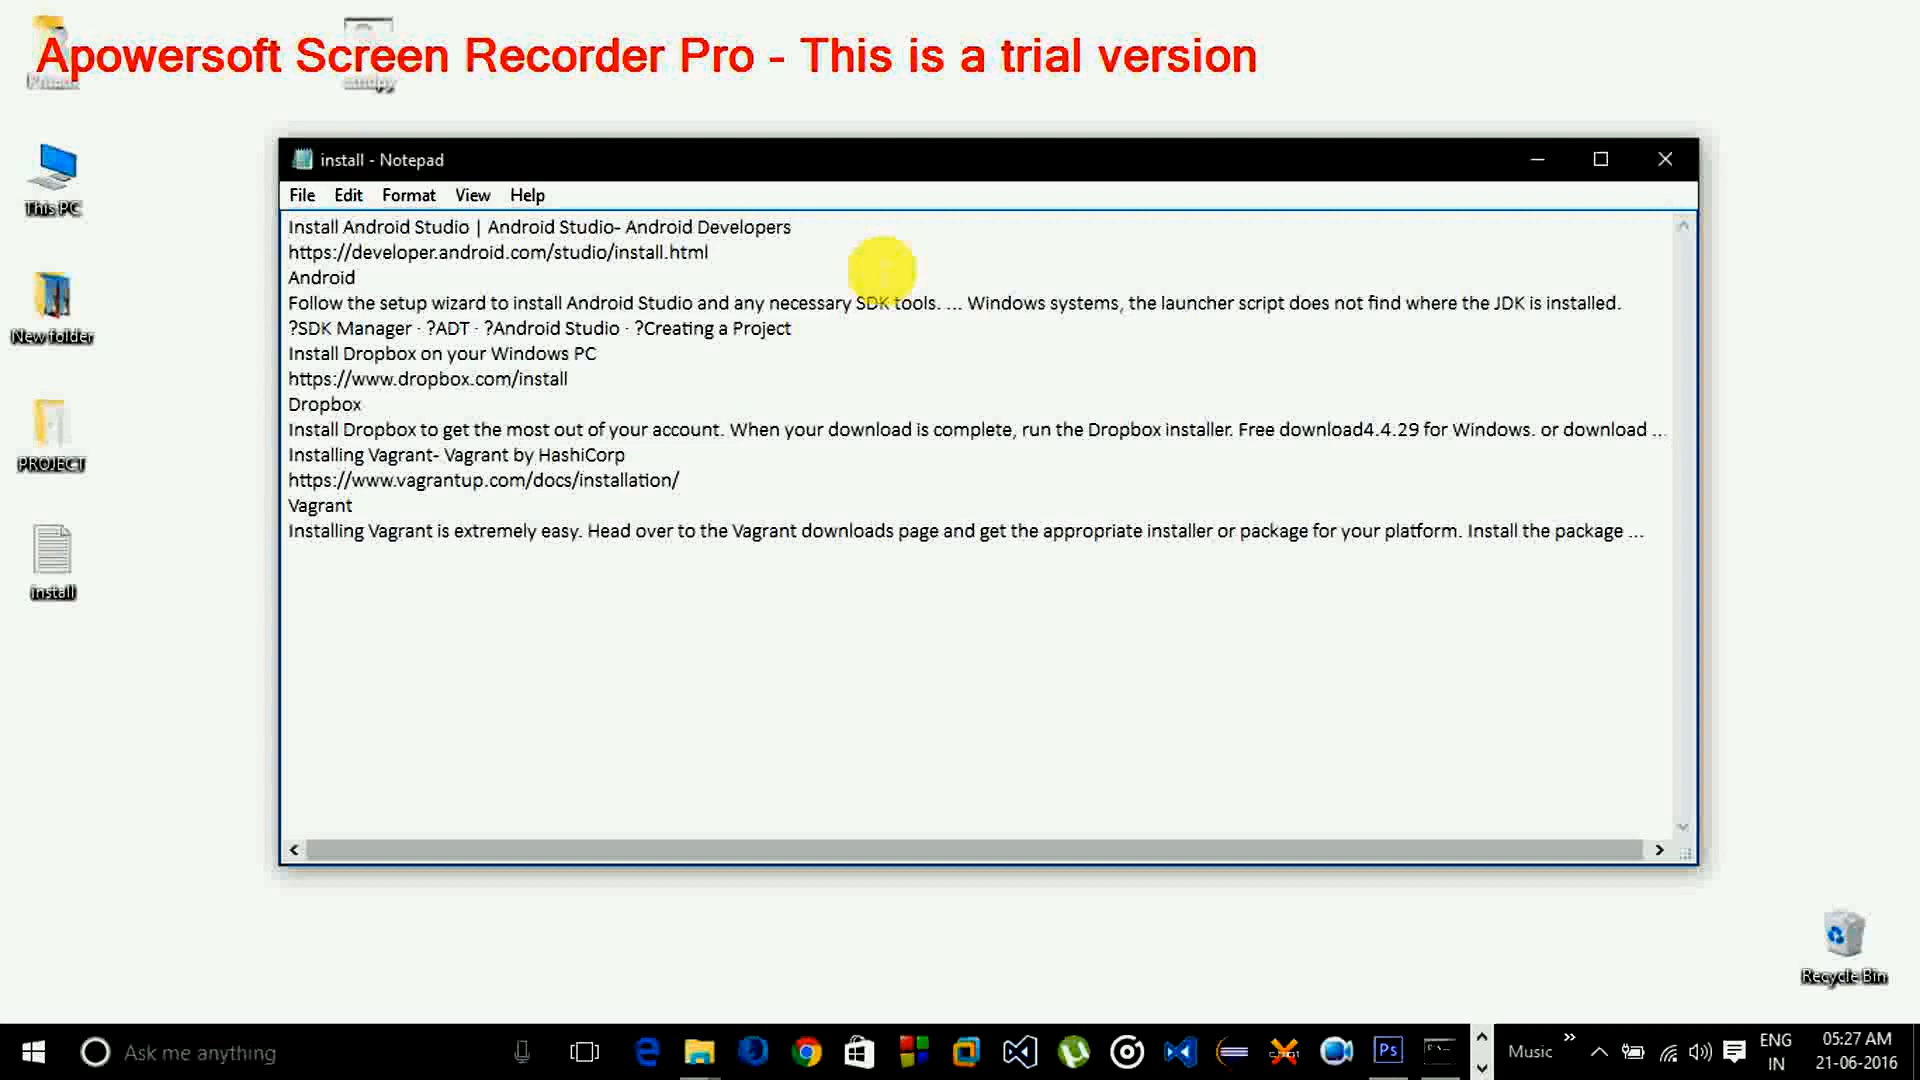 Apowersoft Screen Recorder Pro - This is a trial version
install - Notepad
File Edit Format View Help
Install Android Studio | Android Studio- Android Developers
https://developer.android.com/studio/install.html
Android
Follow the setup wizard to install Android Studio and any necessary SDK tools. ... Windows systems, the launcher script does not find where the JDK is installed.
?SDK Manager · ?ADT · ?Android Studio · ?Creating a Project
Install Dropbox on your Windows PC
https://www.dropbox.com/install
Dropbox
Install Dropbox to get the most out of your account. When your download is complete, run the Dropbox installer. Free download4.4.29 for Windows. or download ...
Installing Vagrant- Vagrant by HashiCorp
https://www.vagrantup.com/docs/installation/
Vagrant
Installing Vagrant is extremely easy. Head over to the Vagrant downloads page and get the appropriate installer or package for your platform. Install the package ...
This PC
New folder
PROJECT
install
Recycle Bin
Ask me anything
Ps
Music
ENG
IN
05:27 AM
21-06-2016